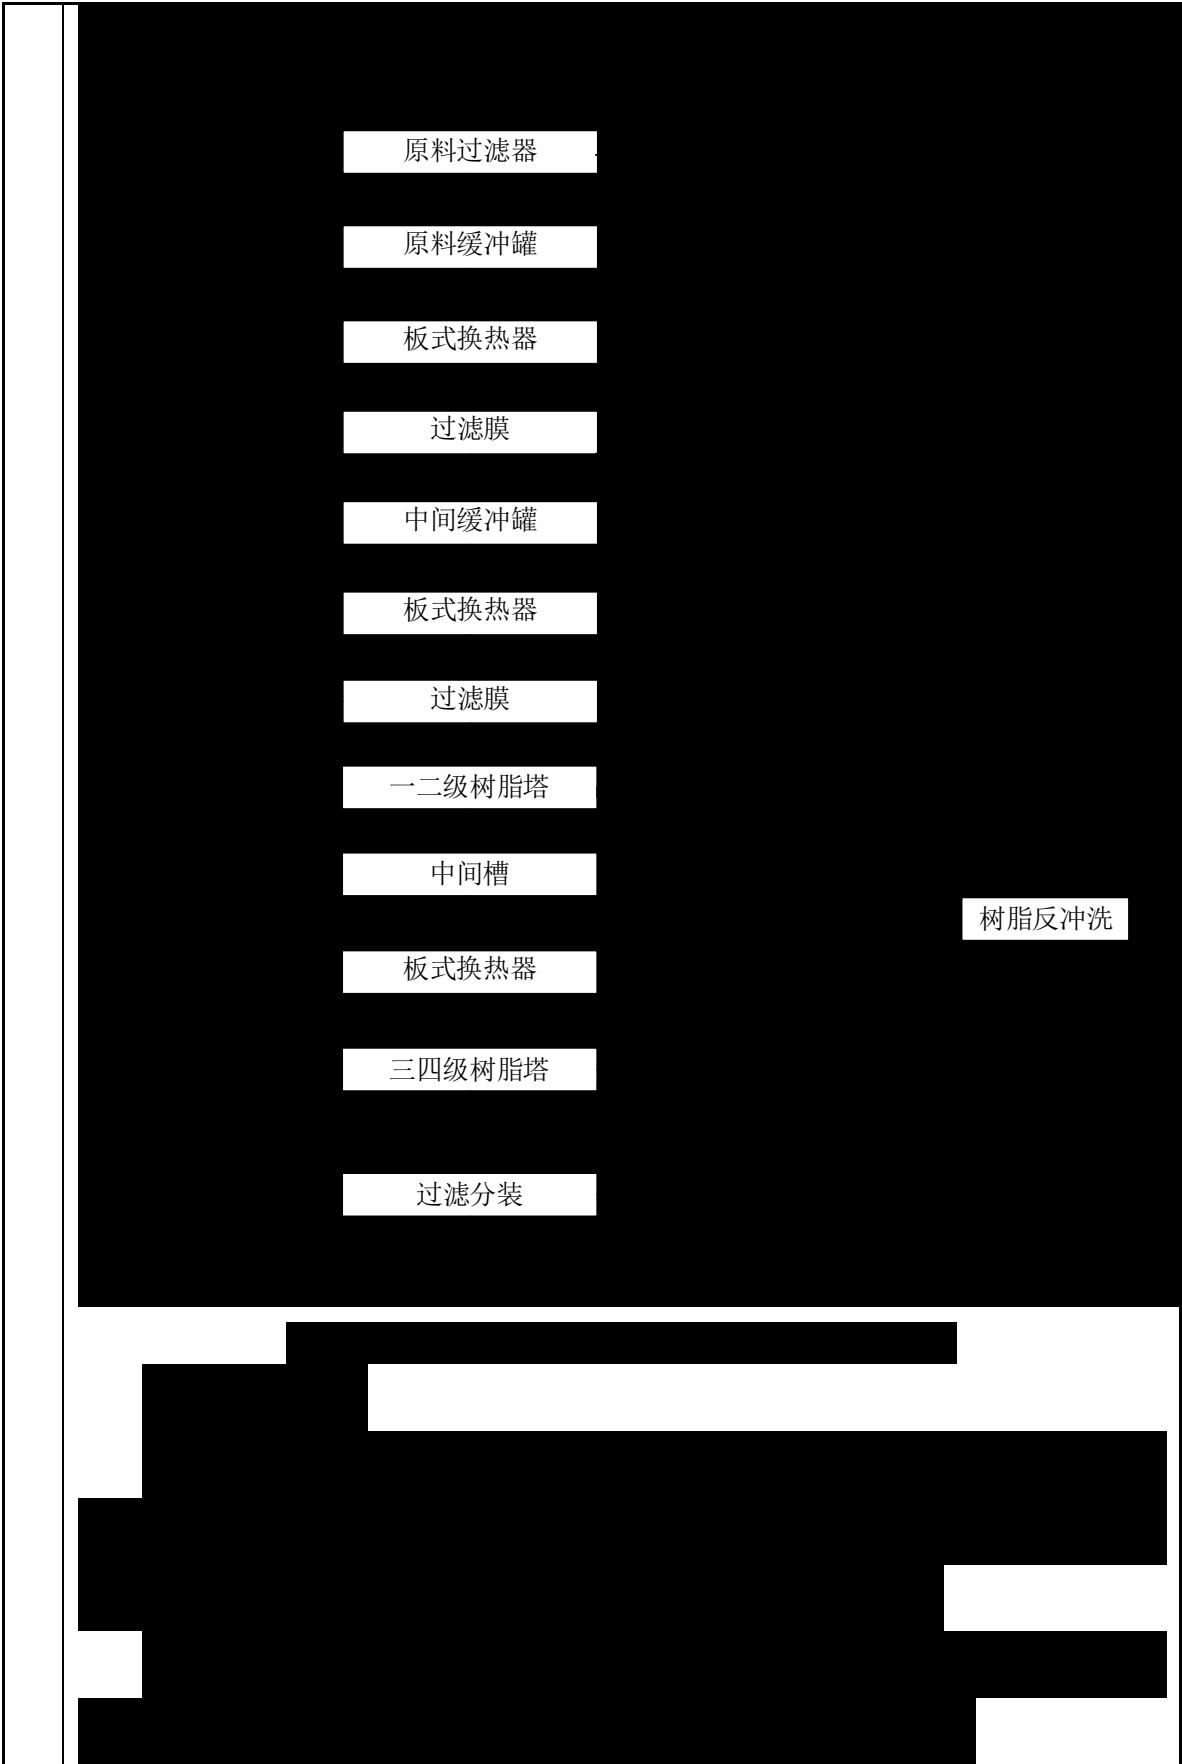 原料过滤器
原料缓冲罐
板式换热器
过滤膜
中间缓冲罐
板式换热器
过滤膜
一二级树脂塔
中间槽
树脂反冲洗
板式换热器
三四级树脂塔
过滤分装